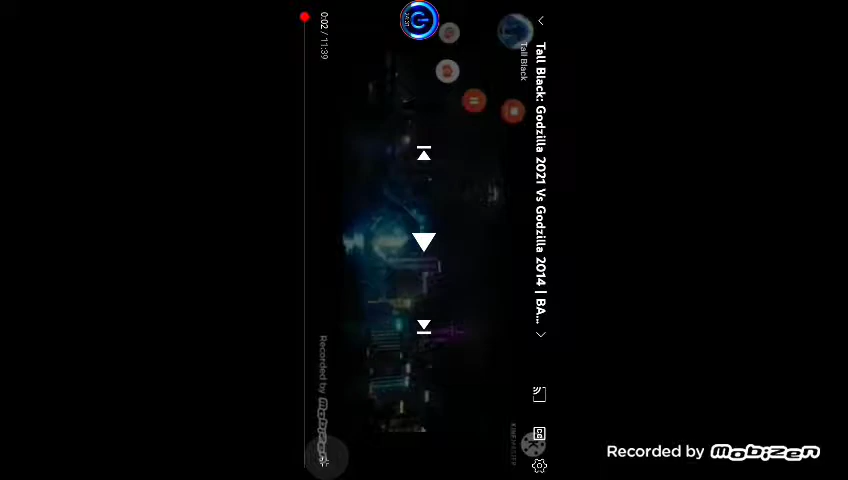 Tall Black: Godzilla 2021 Vs Godzilla 2014 | BA...
Tall Black
0:02 / 11:39
KINEMASTER
Recorded by Mobizen
Recorded by Mobizen